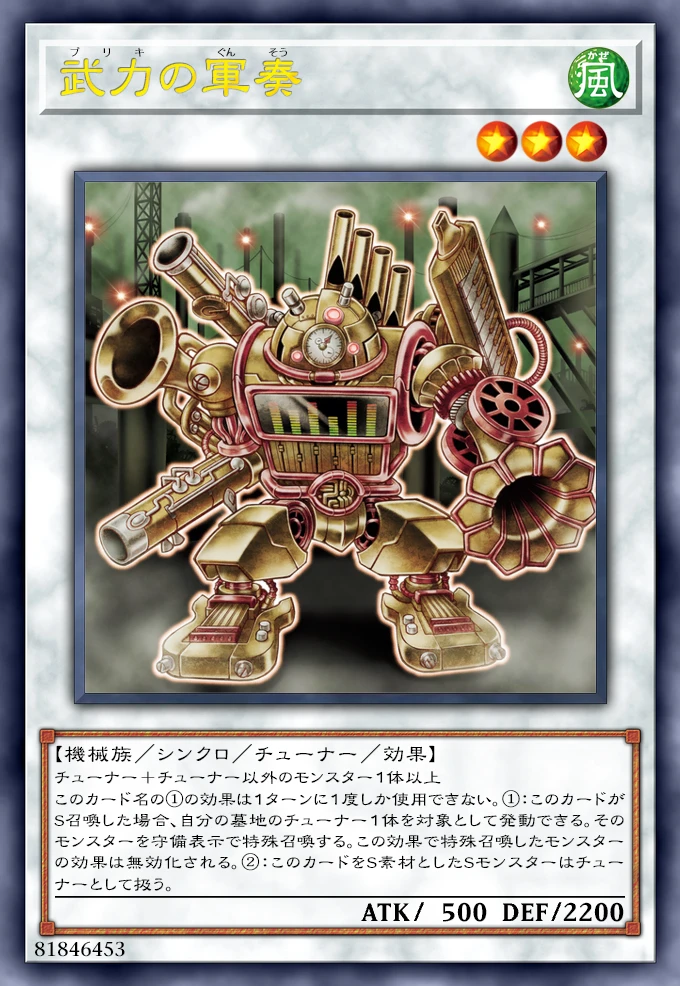 ブリキ ぐんそう
武力の軍奏
かぜ
風
【機械族／シンクロ／チューナー／効果】
チューナー＋チューナー以外のモンスター1体以上
このカード名の①の効果は1ターンに1度しか使用できない。①：このカードが
S召喚した場合、自分の墓地のチューナー1体を対象として発動できる。その
モンスターを守備表示で特殊召喚する。この効果で特殊召喚したモンスター
の効果は無効化される。②：このカードをS素材としたSモンスターはチュー
ナーとして扱う。
ATK/ 500 DEF/2200
81846453